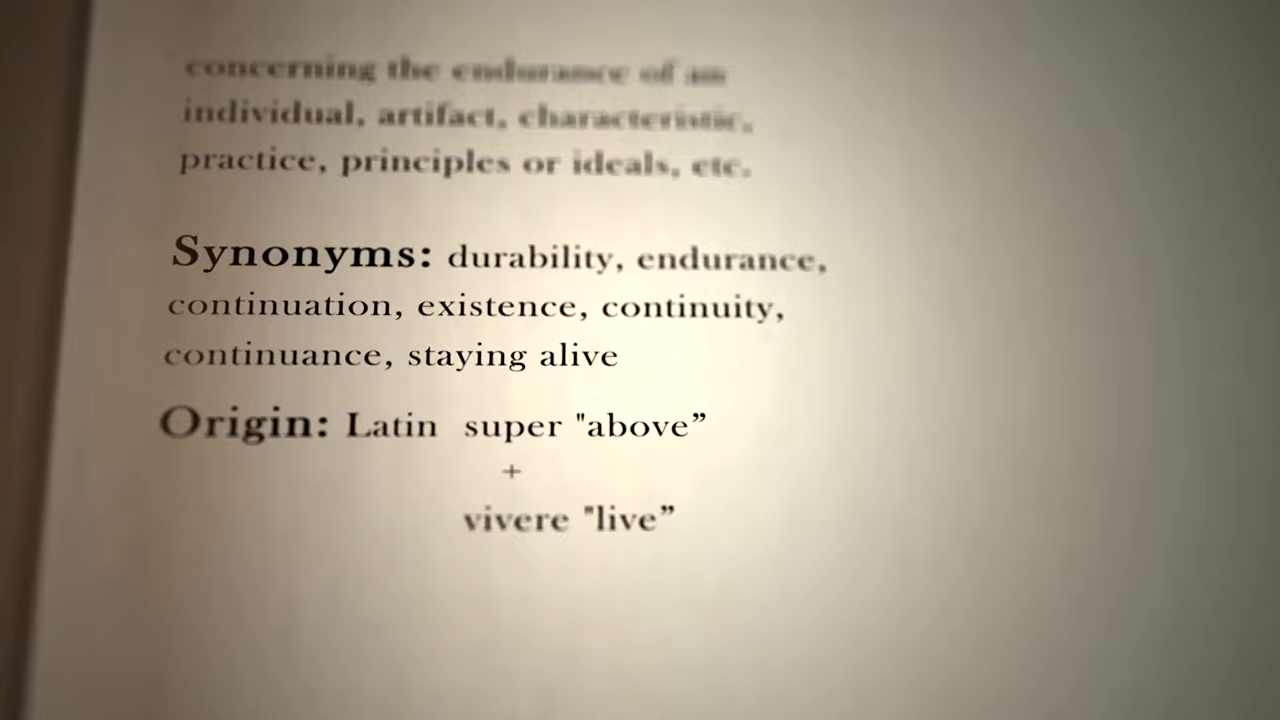 concerning the endurance of an
individual, artifact, characteristic,
practice, principles or ideals, etc.
Synonyms: durability, endurance,
continuation, existence, continuity,
continuance, staying alive
Origin: Latin super "above”
+
vivere "live”